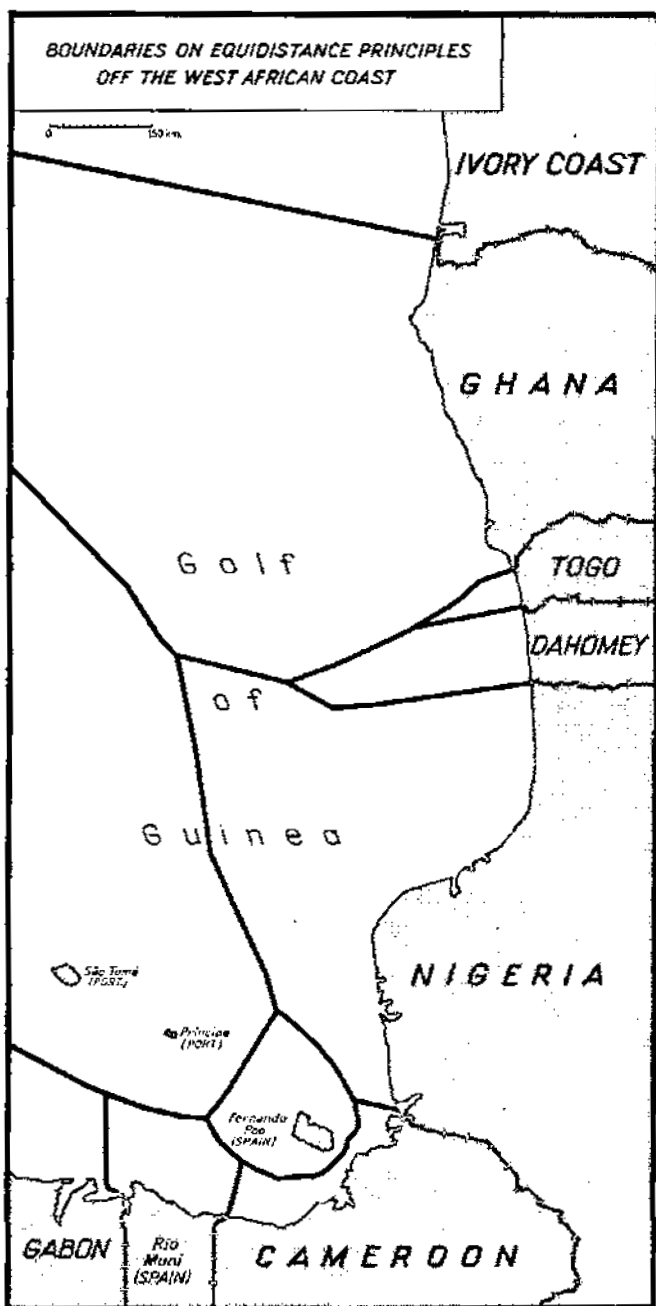 BOUNDARIES ON EQUIDISTANCE PRINCIPLES
OFF THE WEST AFRICAN COAST
0 150 km.
IVORY COAST
GHANA
Golf
TOGO
DAHOMEY
of
Guinea
São Tomé
(PORT.)
NIGERIA
Principe
(PORT)
Fernando
Poo
(SPAIN)
GABON
Rio
Muni
(SPAIN)
CAMEROON